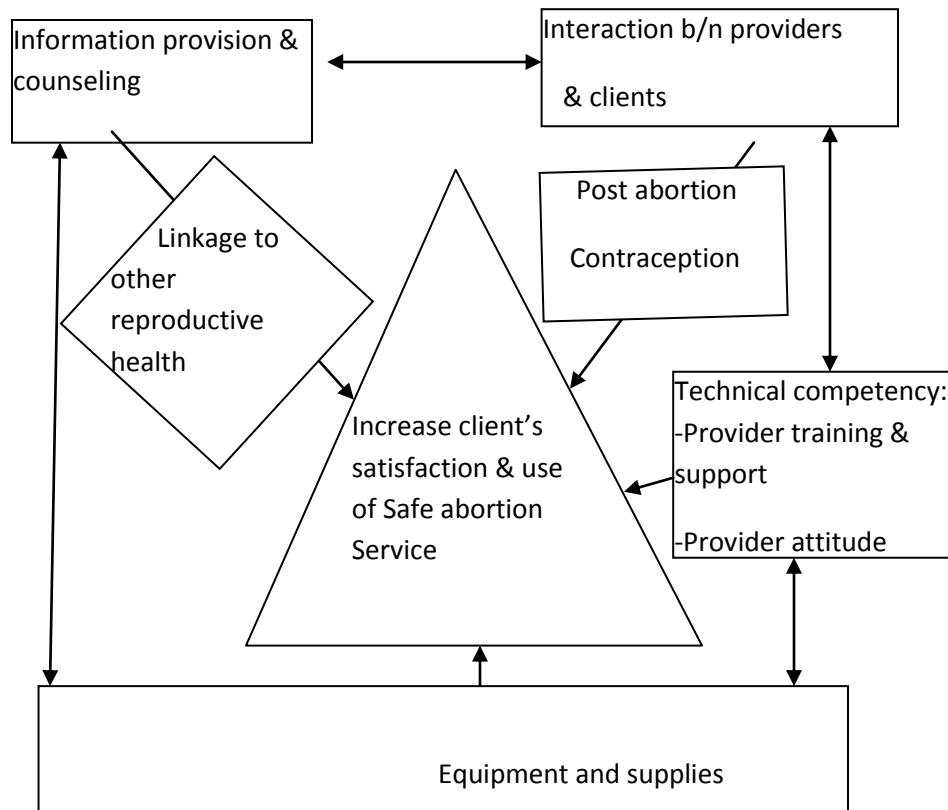 Information provision &
counseling
Interaction b/n providers
& clients
Linkage to
other
reproductive
health
Post abortion
Contraception
Increase client’s
satisfaction & use
of Safe abortion
Service
Technical competency:
-Provider training &
support
-Provider attitude
Equipment and supplies